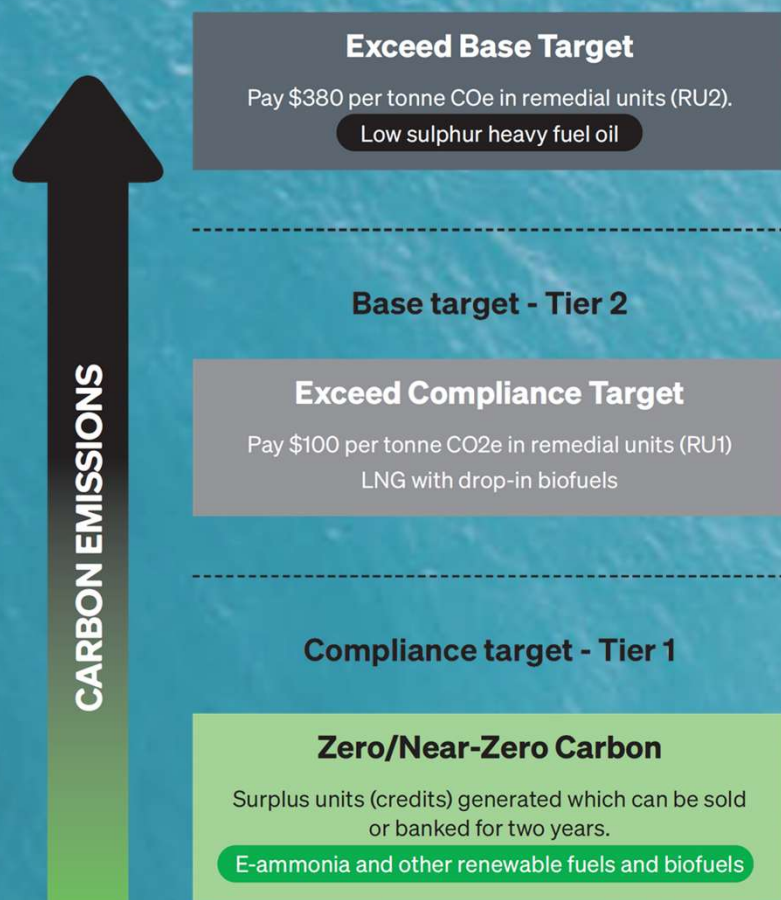 Exceed Base Target
Pay $380 per tonne COe in remedial units (RU2).
Low sulphur heavy fuel oil
Base target - Tier 2
Exceed Compliance Target
Pay $100 per tonne CO2e in remedial units (RU1)
LNG with drop-in biofuels
Compliance target - Tier 1
Zero/Near-Zero Carbon
Surplus units (credits) generated which can be sold
or banked for two years.
E-ammonia and other renewable fuels and biofuels
CARBON EMISSIONS